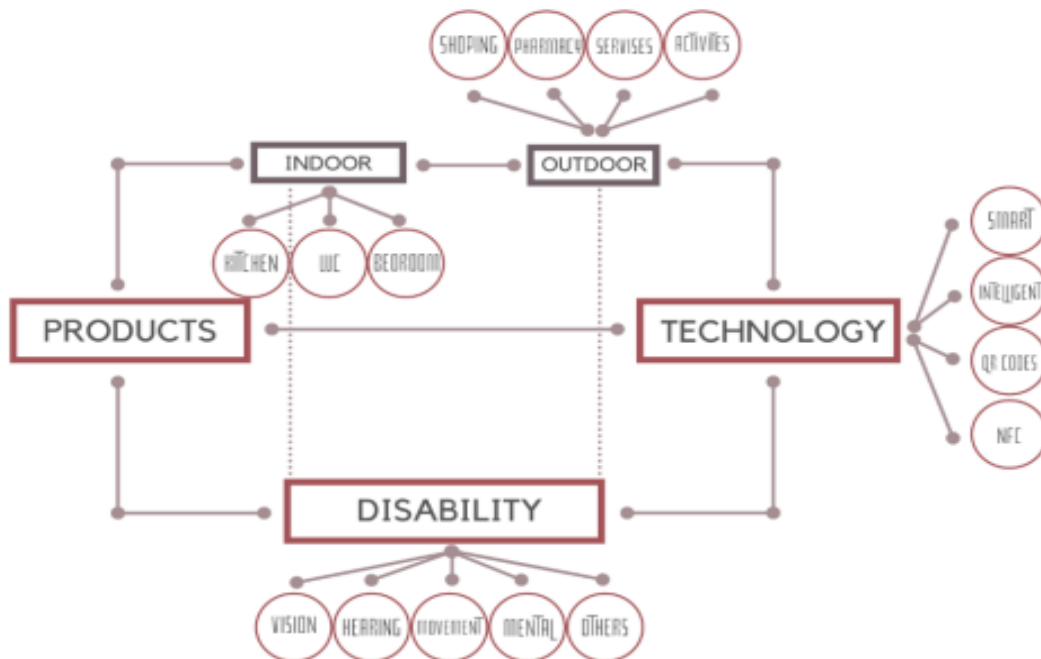 SHOPING PHARMACY SERVISES ACTIVITES
INDOOR
OUTDOOR
SMART
KITCHEN WC BEDROOM
INTELLIGENT
PRODUCTS
TECHNOLOGY
QR CODES
NFC
DISABILITY
VISION HEARING MOVEMENT MENTAL OTHERS